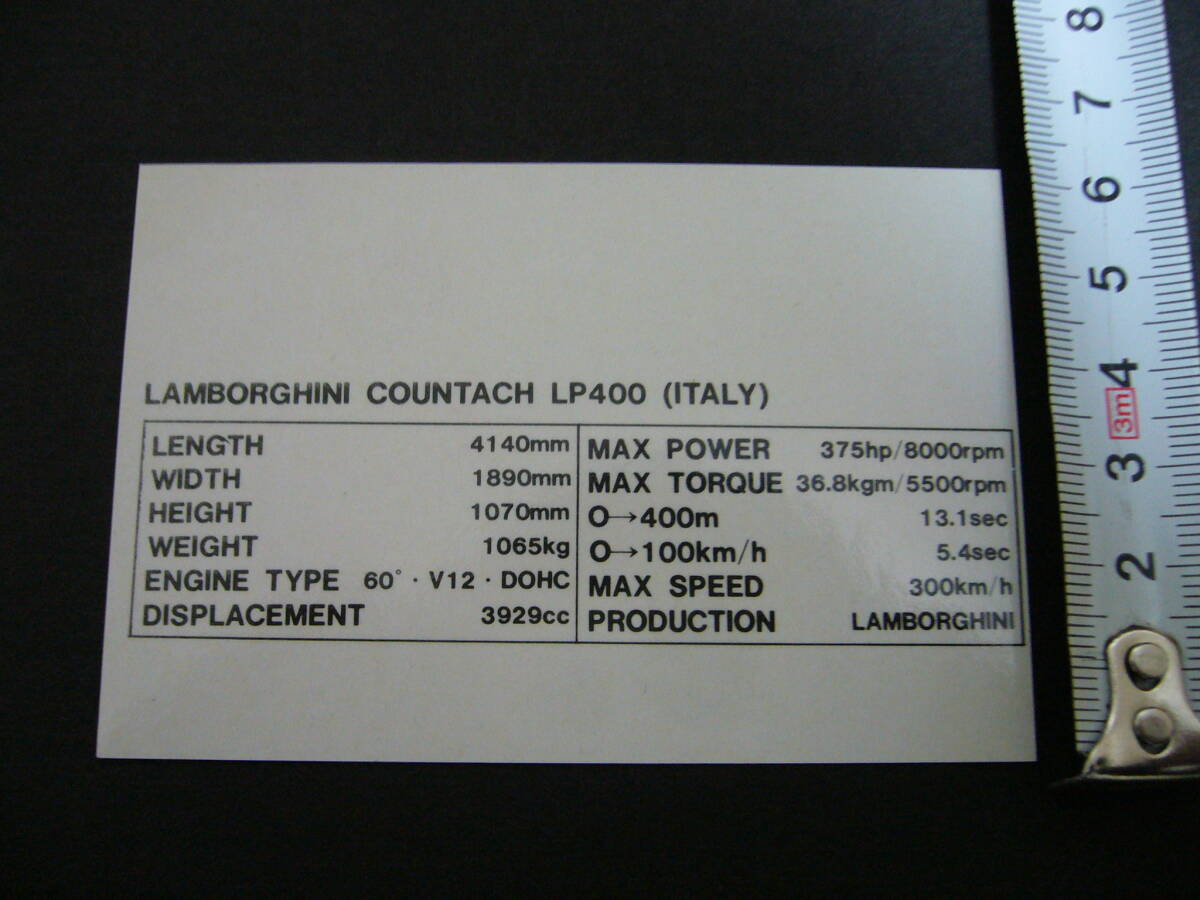 LAMBORGHINI COUNTACH LP400 (ITALY)
LENGTH 4140mm
WIDTH 1890mm
HEIGHT 1070mm
WEIGHT 1065kg
ENGINE TYPE 60°・V12・DOHC
DISPLACEMENT 3929cc
MAX POWER 375hp/8000rpm
MAX TORQUE 36.8kgm/5500rpm
0→400m 13.1sec
0→100km/h 5.4sec
MAX SPEED 300km/h
PRODUCTION LAMBORGHINI
8
7
6
5
4
3m
3
2